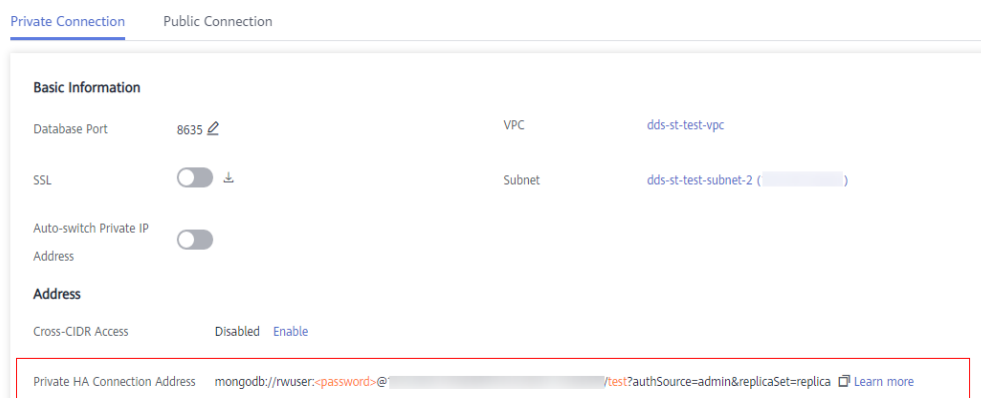 Private Connection Public Connection
Basic Information
Database Port 8635 VPC dds-st-test-vpc
SSL Subnet dds-st-test-subnet-2 ( )
Auto-switch Private IP
Address
Address
Cross-CIDR Access Disabled Enable
Private HA Connection Address mongodb://rwuser:<password>@ /test?authSource=admin&replicaSet=replica Learn more